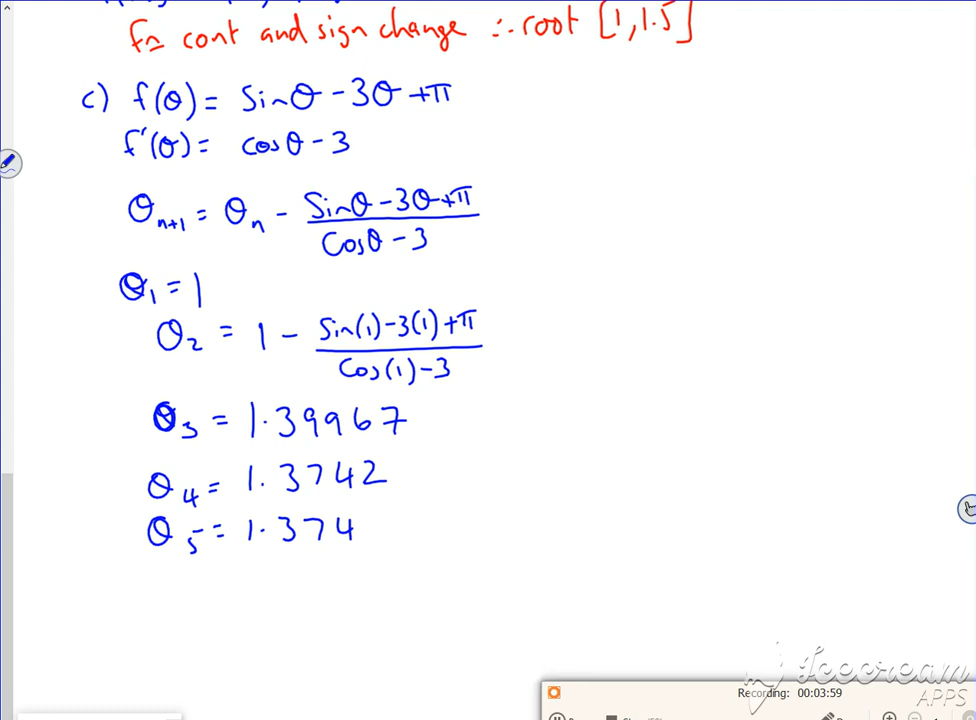 fn cont and sign change ∴ root [1, 1.5]
c) f(θ) = Sinθ - 3θ + π
f'(θ) = cosθ - 3
θn+1 = θn - Sinθ - 3θ + π / Cosθ - 3
θ1 = 1
θ2 = 1 - Sin(1) - 3(1) + π / Cos(1) - 3
θ3 = 1.39967
θ4 = 1.3742
θ5 = 1.374
Icecream
APPS
Recording: 00:03:59